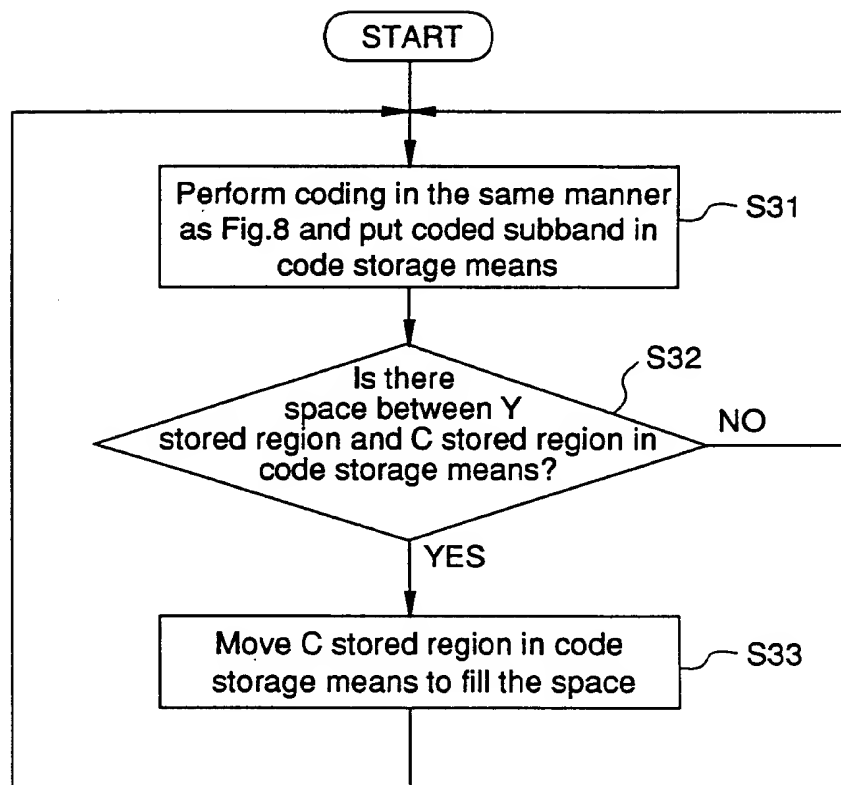 START
Perform coding in the same manner
as Fig.8 and put coded subband in
code storage means
S31
Is there
space between Y
stored region and C stored region in
code storage means?
S32
NO
YES
Move C stored region in code
storage means to fill the space
S33